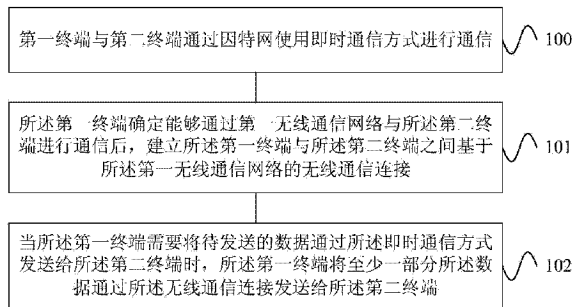 第一终端与第二终端通过因特网使用即时通信方式进行通信
100
所述第一终端确定能够通过第一无线通信网络与所述第二终
端进行通信后，建立所述第一终端与所述第二终端之间基于
所述第一无线通信网络的无线通信连接
101
当所述第一终端需要将待发送的数据通过所述即时通信方式
发送给所述第二终端时，所述第一终端将至少一部分所述数
据通过所述无线通信连接发送给所述第二终端
102